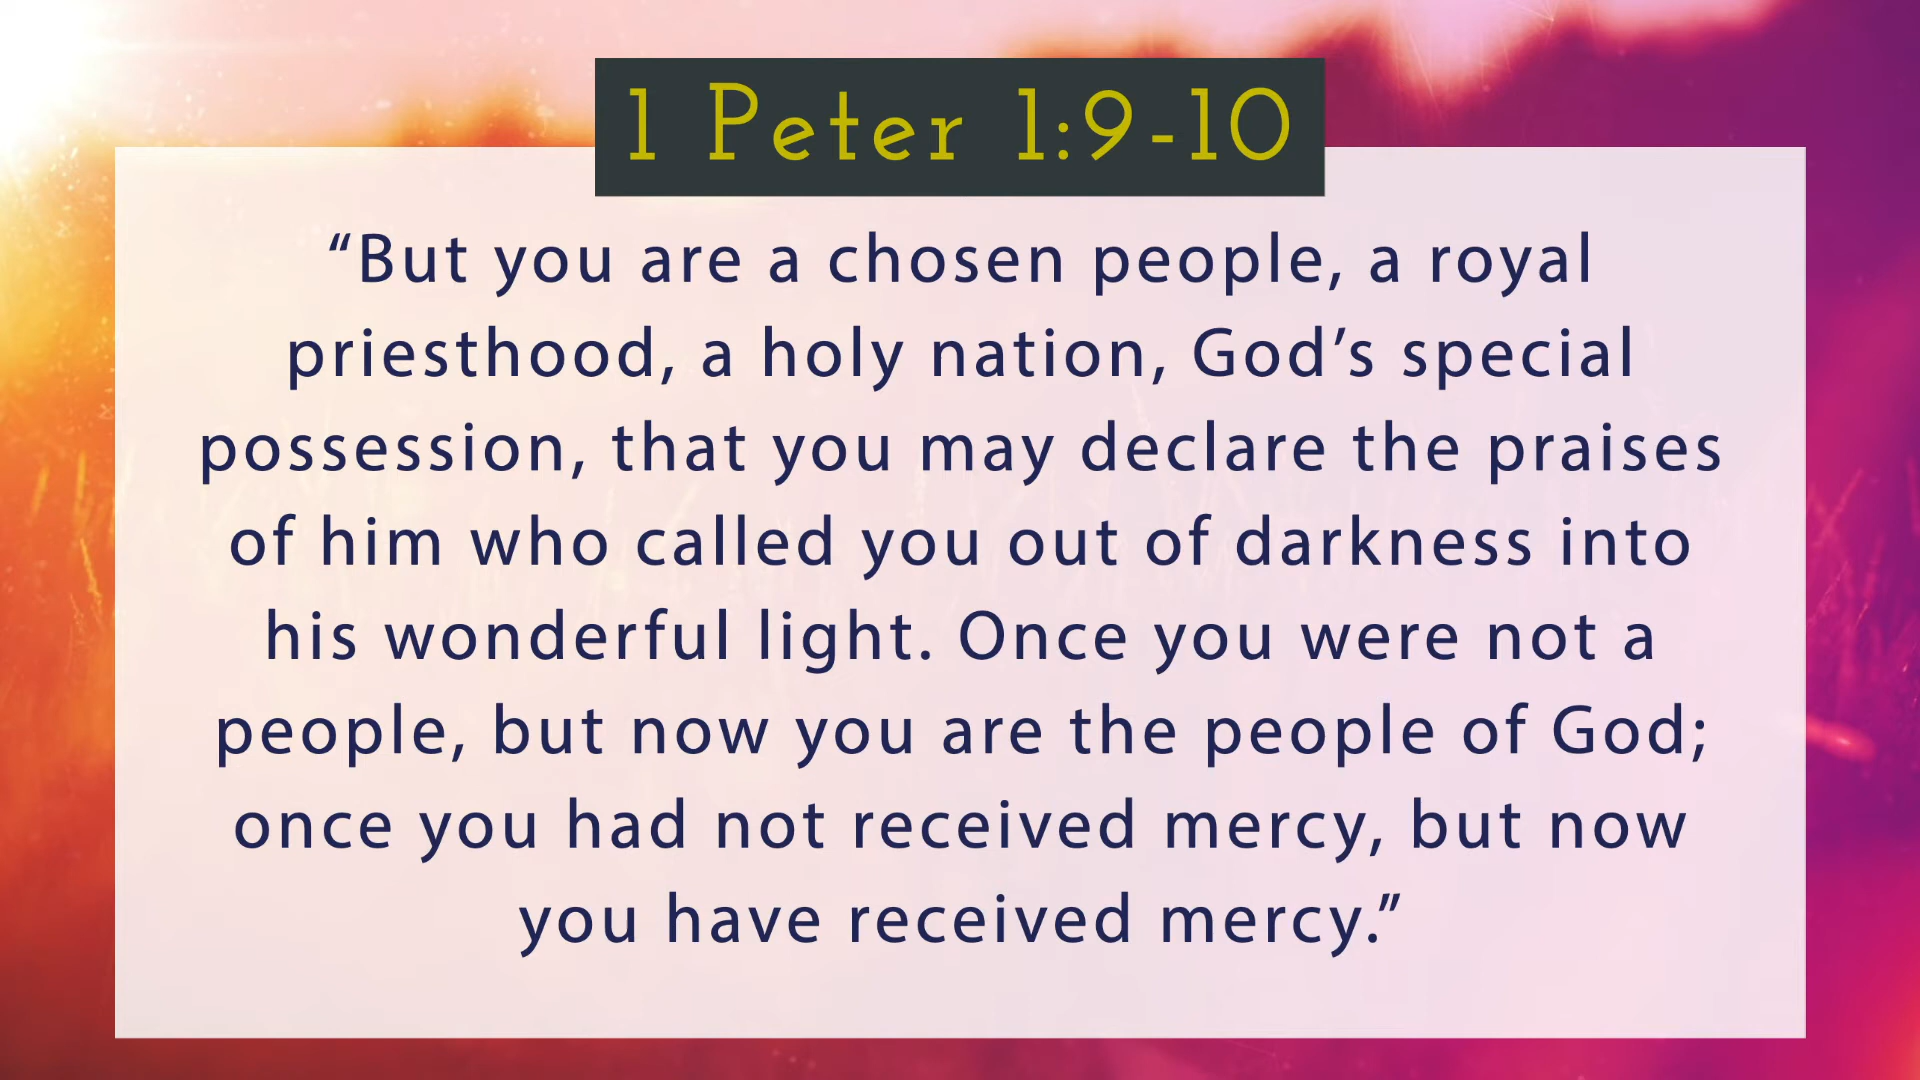 1 Peter 1:9-10
“But you are a chosen people, a royal
priesthood, a holy nation, God’s special
possession, that you may declare the praises
of him who called you out of darkness into
his wonderful light. Once you were not a
people, but now you are the people of God;
once you had not received mercy, but now
you have received mercy.”